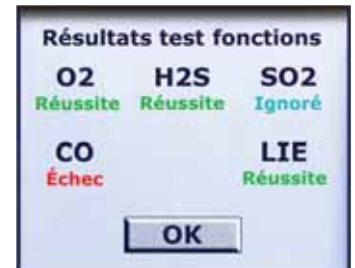 Résultats test fonctions
O2 H2S SO2
Réussite Réussite Ignoré
CO LIE
Échec Réussite
OK